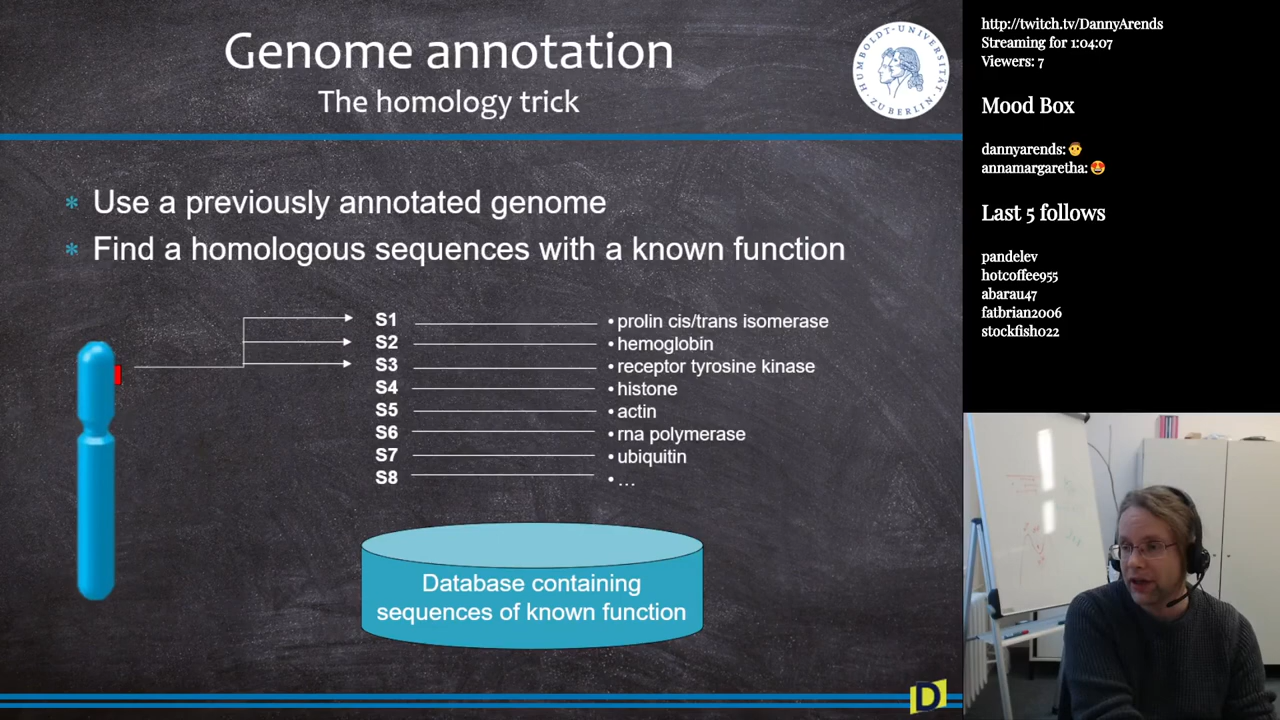 Genome annotation
The homology trick
HUMBOLDT-UNIVERSITÄT
ZU BERLIN
Use a previously annotated genome
Find a homologous sequences with a known function
S1 • prolin cis/trans isomerase
S2 • hemoglobin
S3 • receptor tyrosine kinase
S4 • histone
S5 • actin
S6 • rna polymerase
S7 • ubiquitin
S8 • ...
Database containing
sequences of known function
D
http://twitch.tv/DannyArends
Streaming for 1:04:07
Viewers: 7
Mood Box
dannyarends:
annamargaretha: 😍
Last 5 follows
pandelev
hotcoffee955
abarau47
fatbrian2006
stockfish022